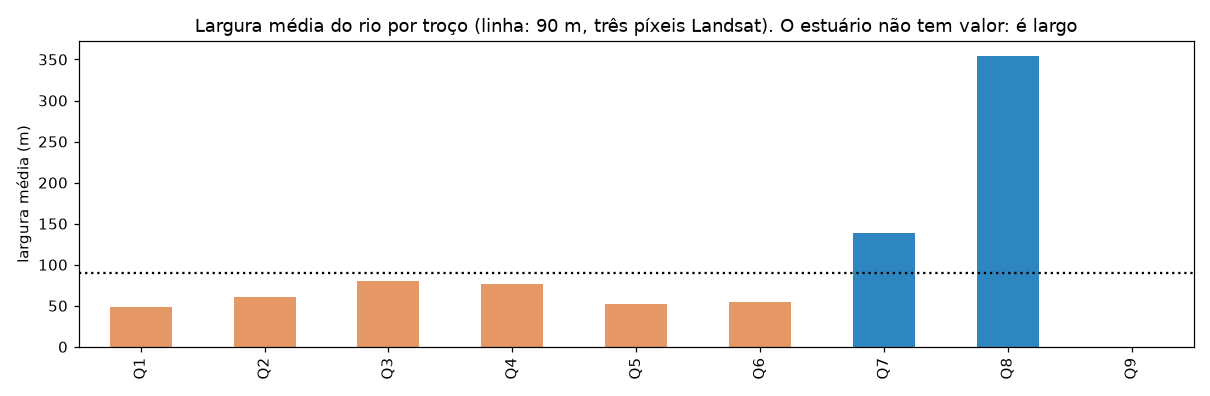 Largura média do rio por troço (linha: 90 m, três píxeis Landsat). O estuário não tem valor: é largo
largura média (m)
350
300
250
200
150
100
50
0
Q1
Q2
Q3
Q4
Q5
Q6
Q7
Q8
Q9